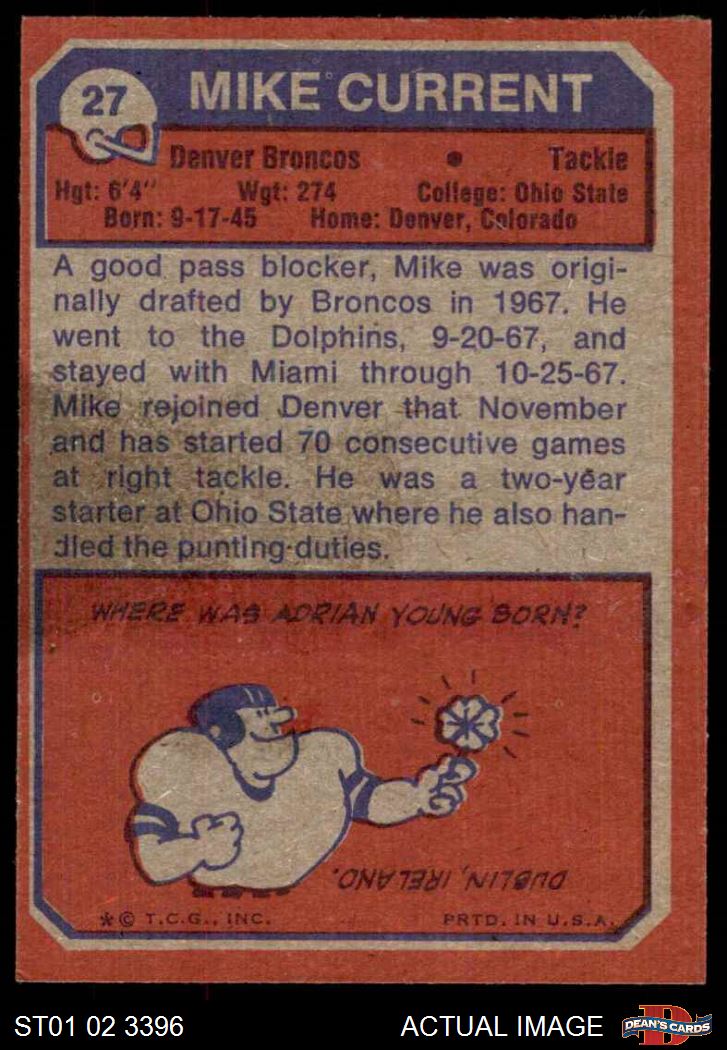 27
MIKE CURRENT
Denver Broncos • Tackle
Hgt: 6'4" Wgt: 274 College: Ohio State
Born: 9-17-45 Home: Denver, Colorado
A good pass blocker, Mike was origi-
nally drafted by Broncos in 1967. He
went to the Dolphins, 9-20-67, and
stayed with Miami through 10-25-67.
Mike rejoined Denver that November
and has started 70 consecutive games
at right tackle. He was a two-year
starter at Ohio State where he also han-
dled the punting duties.
WHERE WAS ADRIAN YOUNG BORN?
DUBLIN, IRELAND.
*© T.C.G., INC. PRTD. IN U.S.A.
ST01 02 3396 ACTUAL IMAGE
D
DEAN'S CARDS